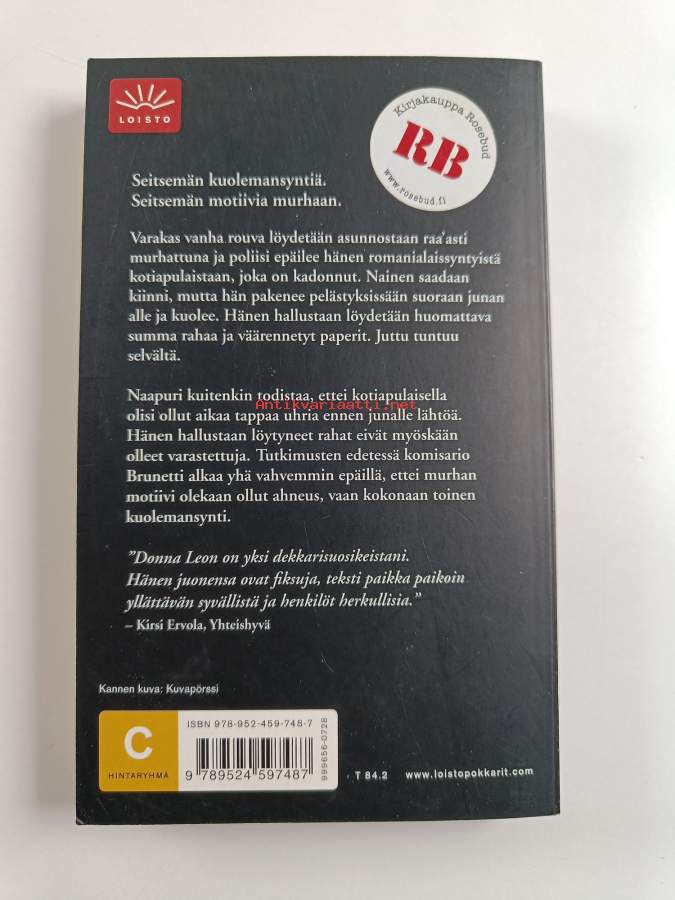 LOISTO
Kirjakauppa Rosebud
RB
www.rosebud.fi
Seitsemän kuolemansyntiä.
Seitsemän motiivia murhaan.
Varakas vanha rouva löydetään asunnostaan raa'asti
murhattuna ja poliisi epäilee hänen romanialaissyntyistä
kotiapulaistaan, joka on kadonnut. Nainen saadaan
kiinni, mutta hän pakenee pelästyksissään suoraan junan
alle ja kuolee. Hänen hallustaan löydetään huomattava
summa rahaa ja väärennetyt paperit. Juttu tuntuu
selvältä.
Naapuri kuitenkin todistaa, ettei kotiapulaisella
olisi ollut aikaa tappaa uhria ennen junalle lähtöä.
Antikvariaatti.net
Hänen hallustaan löytyneet rahat eivät myöskään
olleet varastettuja. Tutkimusten edetessä komisario
Brunetti alkaa yhä vahvemmin epäillä, ettei murhan
motiivi olekaan ollut ahneus, vaan kokonaan toinen
kuolemansynti.
”Donna Leon on yksi dekkarisuosikeistani.
Hänen juonensa ovat fiksuja, teksti paikka paikoin
yllättävän syvällistä ja henkilöt herkullisia.”
– Kirsi Ervola, Yhteishyvä
Kannen kuva: Kuvapörssi
C
HINTARYHMÄ
ISBN 978-952-459-748-7
9 789524 597487
999656-0728
T 84.2
www.loistopokkarit.com